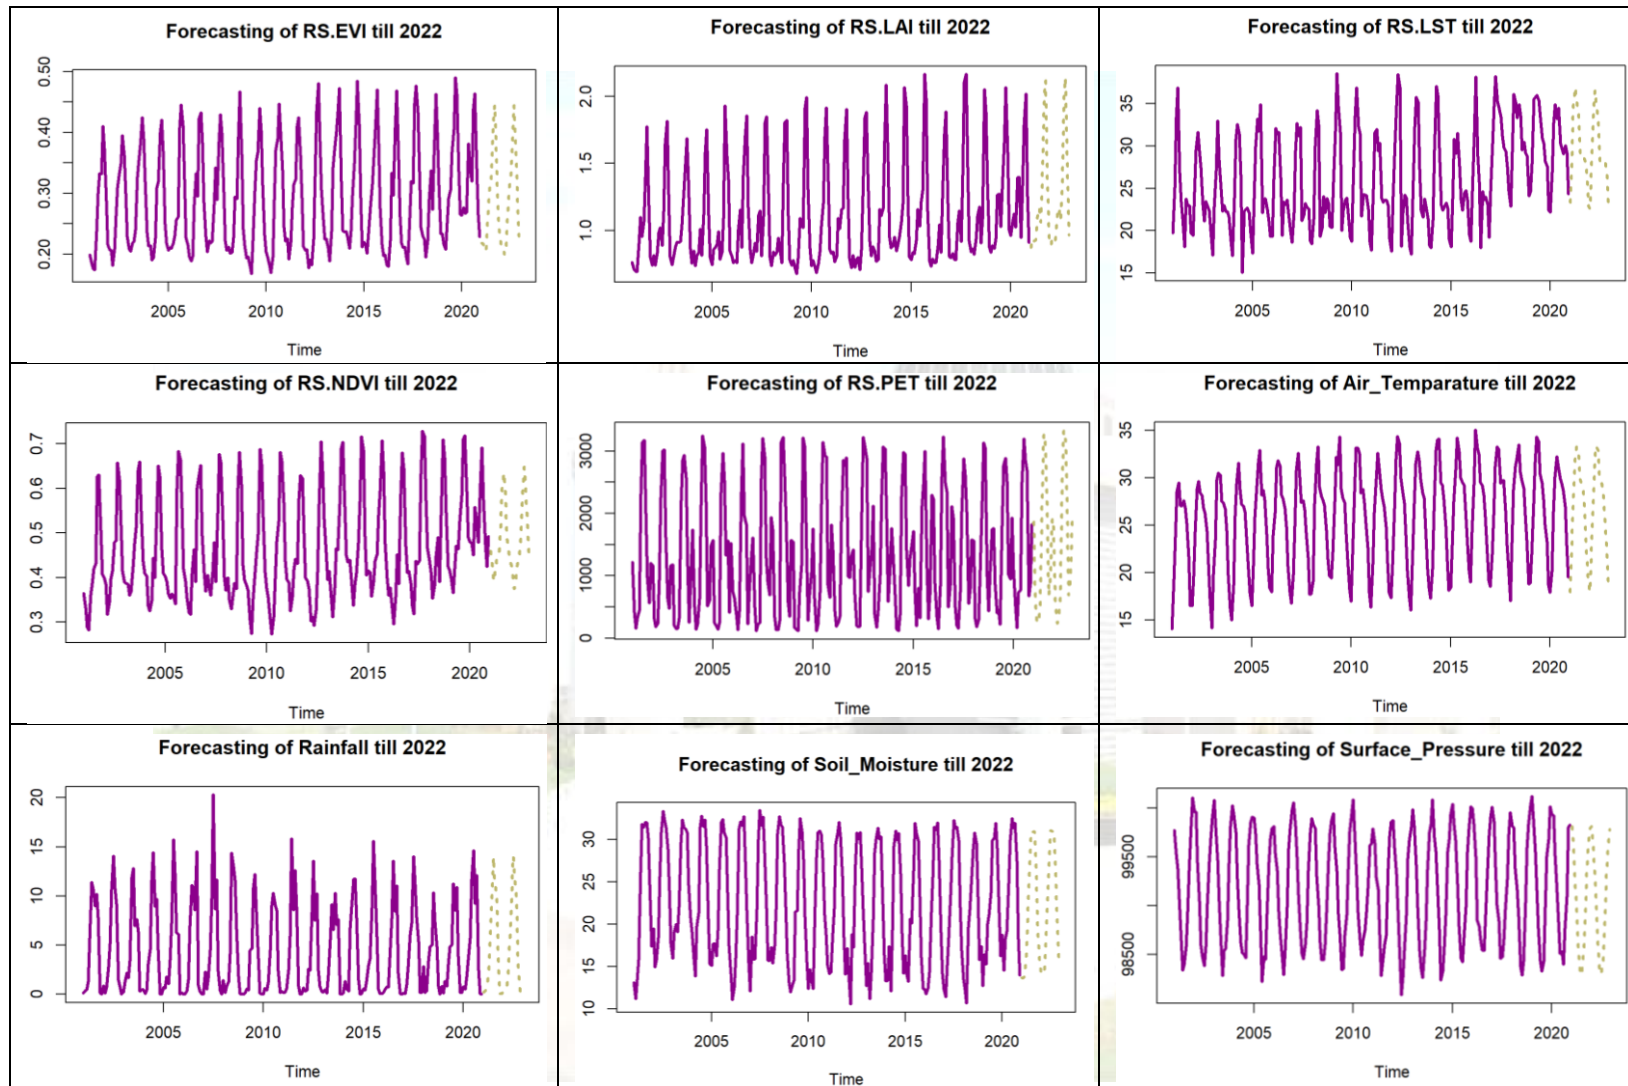 Forecasting of RS.EVI till 2022
0.50
0.40
0.30
0.20
2005 2010 2015 2020
Time
Forecasting of RS.LAI till 2022
2.0
1.5
1.0
2005 2010 2015 2020
Time
Forecasting of RS.LST till 2022
35
30
25
20
15
2005 2010 2015 2020
Time
Forecasting of RS.NDVI till 2022
0.7
0.6
0.5
0.4
0.3
2005 2010 2015 2020
Time
Forecasting of RS.PET till 2022
3000
2000
1000
0
2005 2010 2015 2020
Time
Forecasting of Air_Temparature till 2022
35
30
25
20
15
2005 2010 2015 2020
Time
Forecasting of Rainfall till 2022
20
15
10
5
0
2005 2010 2015 2020
Time
Forecasting of Soil_Moisture till 2022
30
25
20
15
10
2005 2010 2015 2020
Time
Forecasting of Surface_Pressure till 2022
99500
98500
2005 2010 2015 2020
Time